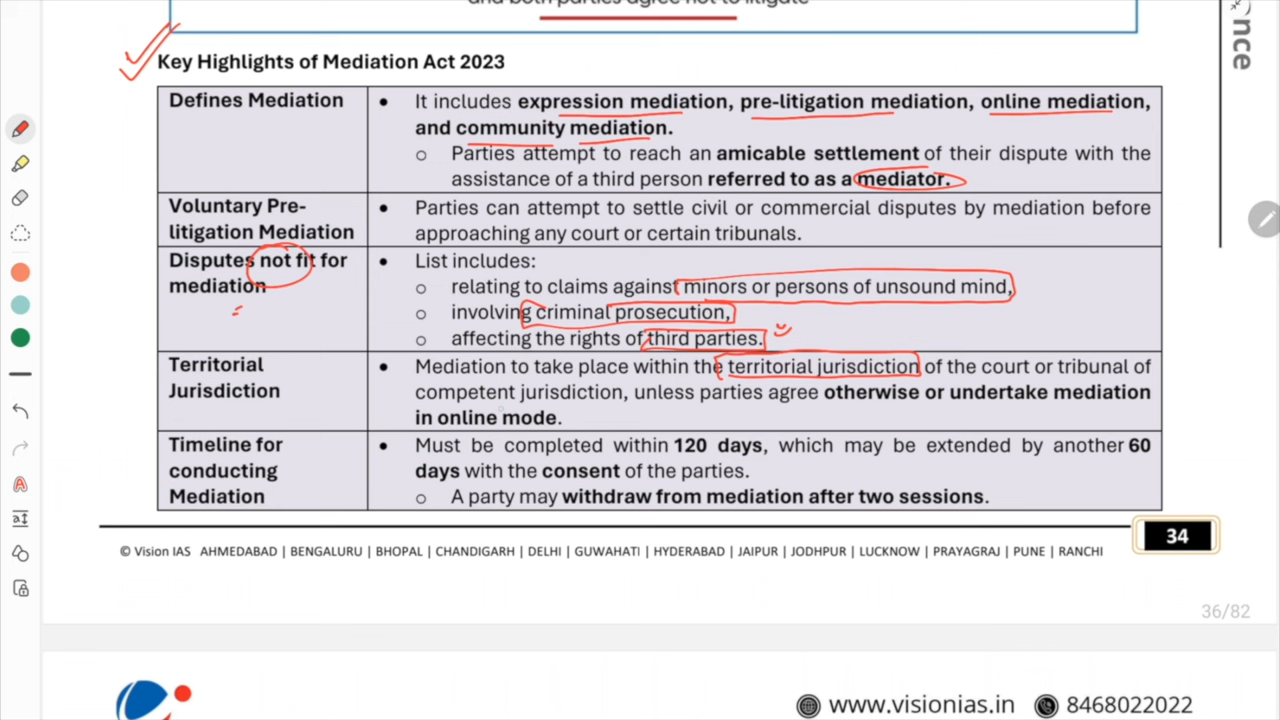 and both parties agree not to litigate
nce
Key Highlights of Mediation Act 2023
Defines Mediation
• It includes expression mediation, pre-litigation mediation, online mediation,
and community mediation.
o Parties attempt to reach an amicable settlement of their dispute with the
assistance of a third person referred to as a mediator.
Voluntary Pre-
litigation Mediation
• Parties can attempt to settle civil or commercial disputes by mediation before
approaching any court or certain tribunals.
Disputes not fit for
mediation
• List includes:
o relating to claims against minors or persons of unsound mind,
o involving criminal prosecution,
o affecting the rights of third parties.
Territorial
Jurisdiction
• Mediation to take place within the territorial jurisdiction of the court or tribunal of
competent jurisdiction, unless parties agree otherwise or undertake mediation
in online mode.
Timeline for
conducting
Mediation
• Must be completed within 120 days, which may be extended by another 60
days with the consent of the parties.
o A party may withdraw from mediation after two sessions.
34
© Vision IAS AHMEDABAD | BENGALURU | BHOPAL | CHANDIGARH | DELHI | GUWAHATI | HYDERABAD | JAIPUR | JODHPUR | LUCKNOW | PRAYAGRAJ | PUNE | RANCHI
36/82
www.visionias.in 8468022022